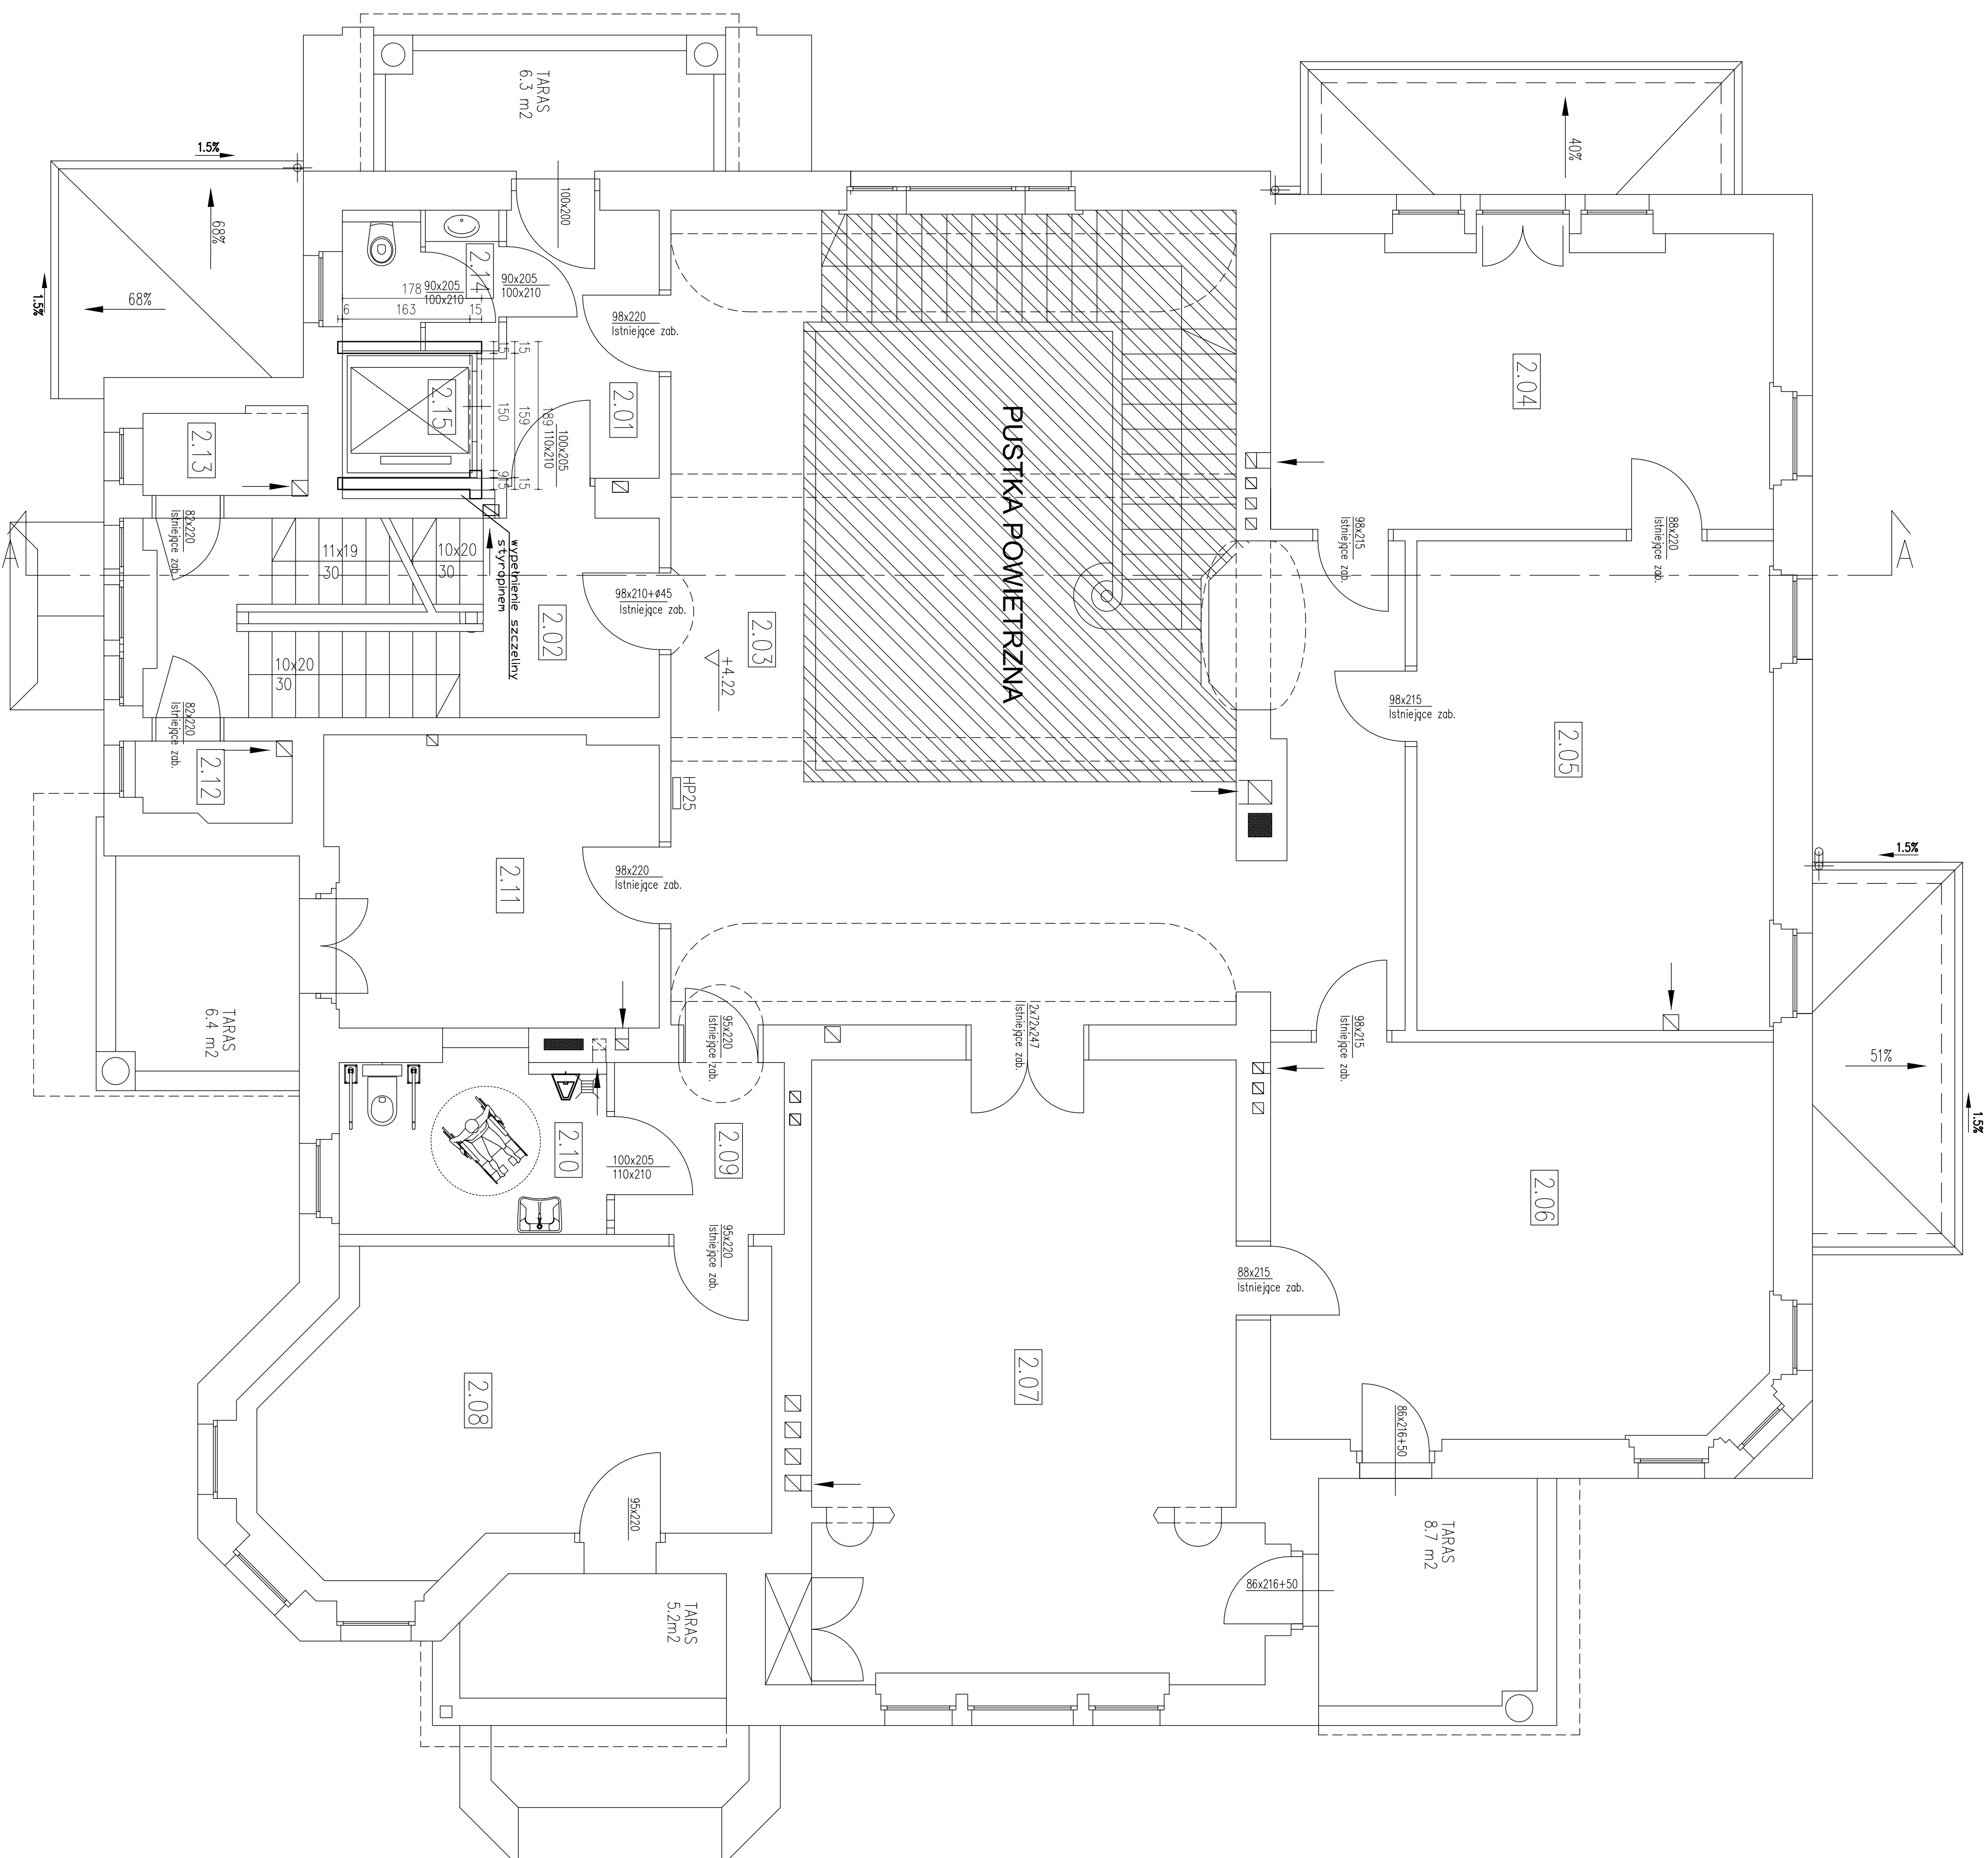 TARAS
6.3 m2
1.5%
68%
1.5%
68%
100x200
40%
2.14
178
90x205
100x210
90x205
100x210
6
163
15
98x220
Istniejące zab.
15
15
2.15
150
159
189
100x205
110x210
2.01
9
15
15
2.13
82x220
Istniejące zab.
11x19
30
10x20
30
wypełnienie szczeliny
styropinem
2.02
98x210+ø45
Istniejące zab.
2.03
+4.22
PUSTKA POWIETRZNA
2.04
98x215
Istniejące zab.
88x220
Istniejące zab.
A
A
10x20
30
82x220
Istniejące zab.
2.12
98x215
Istniejące zab.
2.05
HP25
2.11
98x220
Istniejące zab.
1.5%
51%
1.5%
TARAS
6.4 m2
95x220
Istniejące zab.
2x72x247
Istniejące zab.
98x215
Istniejące zab.
2.10
100x205
110x210
2.09
95x220
Istniejące zab.
2.06
88x215
Istniejące zab.
2.08
2.07
95x220
86x216+50
TARAS
8.7 m2
86x216+50
TARAS
5.2m2